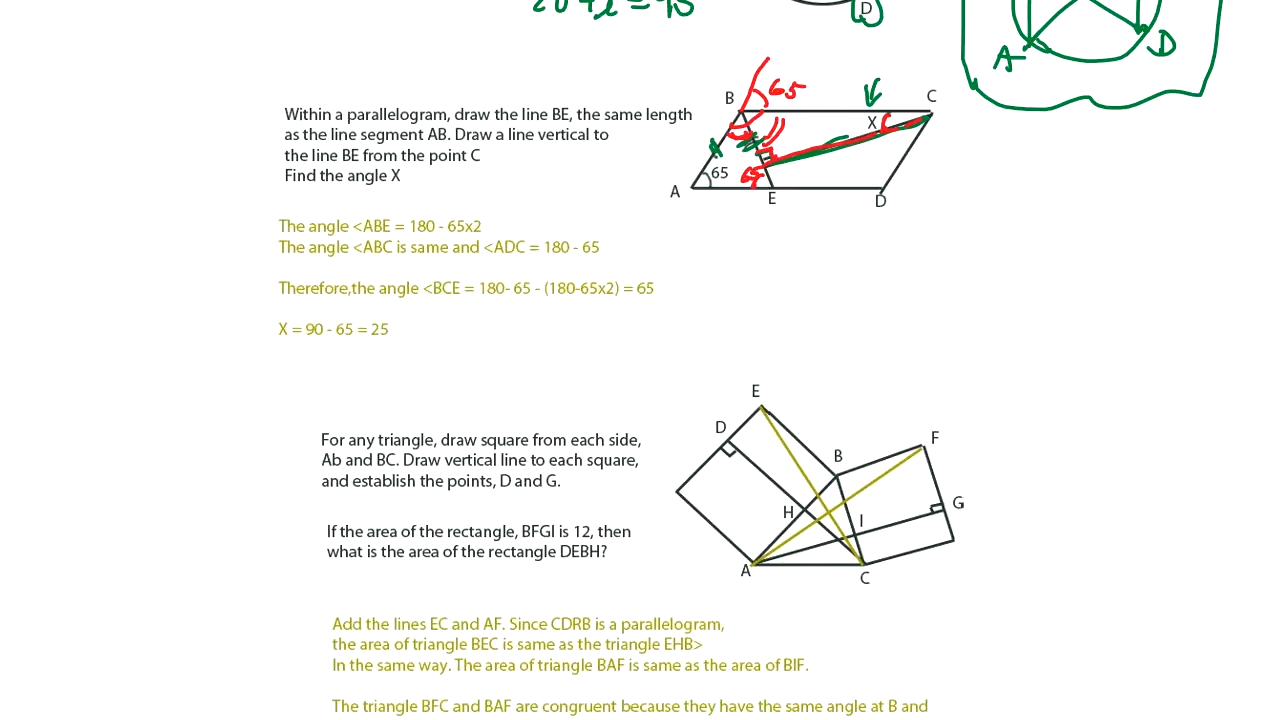 D
A
D
65
B
C
X
Within a parallelogram, draw the line BE, the same length
as the line segment AB. Draw a line vertical to
the line BE from the point C
Find the angle X
65
65
A
E
D
The angle <ABE = 180 - 65x2
The angle <ABC is same and <ADC = 180 - 65
Therefore,the angle <BCE = 180- 65 - (180-65x2) = 65
X = 90 - 65 = 25
E
D
B
F
For any triangle, draw square from each side,
Ab and BC. Draw vertical line to each square,
and establish the points, D and G.
H
I
G
If the area of the rectangle, BFGI is 12, then
what is the area of the rectangle DEBH?
A
C
Add the lines EC and AF. Since CDRB is a parallelogram,
the area of triangle BEC is same as the triangle EHB>
In the same way. The area of triangle BAF is same as the area of BIF.
The triangle BFC and BAF are congruent because they have the same angle at B and